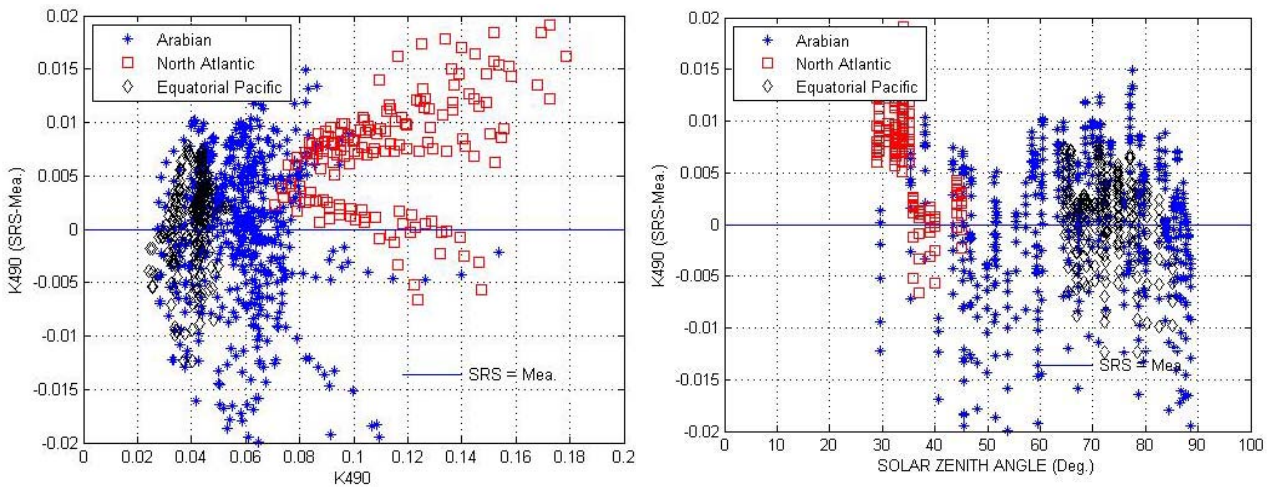 0.02
0.015
0.01
0.005
0
-0.005
-0.01
-0.015
-0.02
K490 (SRS-Mea.)
Arabian
North Atlantic
Equatorial Pacific
SRS = Mea.
0 0.02 0.04 0.06 0.08 0.1 0.12 0.14 0.16 0.18 0.2
K490
0.02
0.015
0.01
0.005
0
-0.005
-0.01
-0.015
-0.02
K490 (SRS-Mea.)
Arabian
North Atlantic
Equatorial Pacific
SRS = Mea.
0 10 20 30 40 50 60 70 80 90 100
SOLAR ZENITH ANGLE (Deg.)